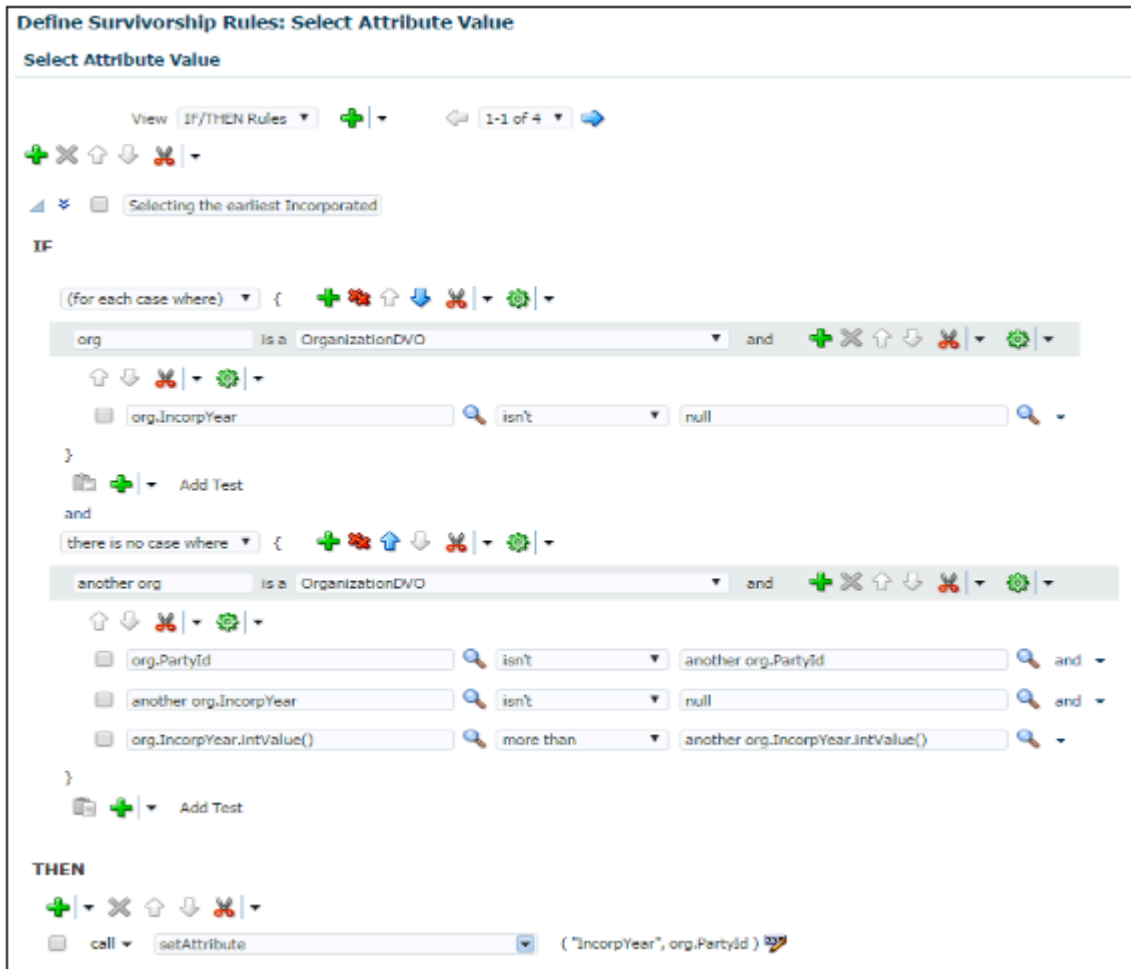 Define Survivorship Rules: Select Attribute Value
Select Attribute Value
View IF/THEN Rules 1-1 of 4
Selecting the earliest Incorporated
IF
(for each case where) {
org is a OrganizationDVO and
org.IncorpYear isn't null
}
Add Test
and
there is no case where {
another org is a OrganizationDVO and
org.PartyId isn't another org.PartyId and
another org.IncorpYear isn't null and
org.IncorpYear.intValue() more than another org.IncorpYear.intValue()
}
Add Test
THEN
call setAttribute ( "IncorpYear", org.PartyId )